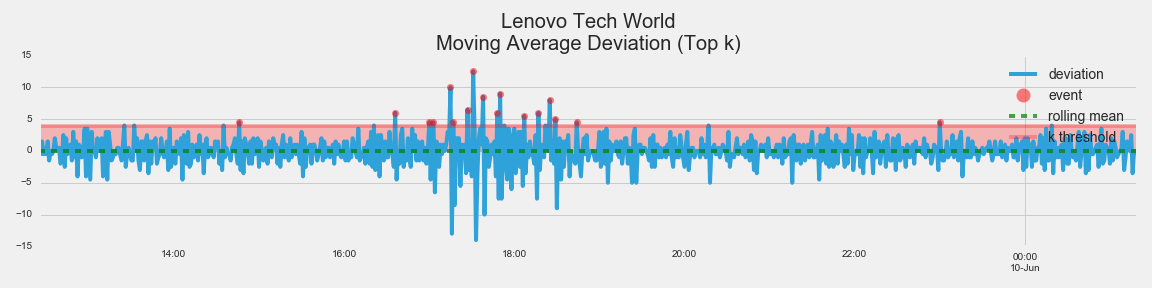 Lenovo Tech World
Moving Average Deviation (Top k)
15
10
5
0
−5
−10
−15
deviation
event
rolling mean
k threshold
14:00
16:00
18:00
20:00
22:00
00:00
10-Jun